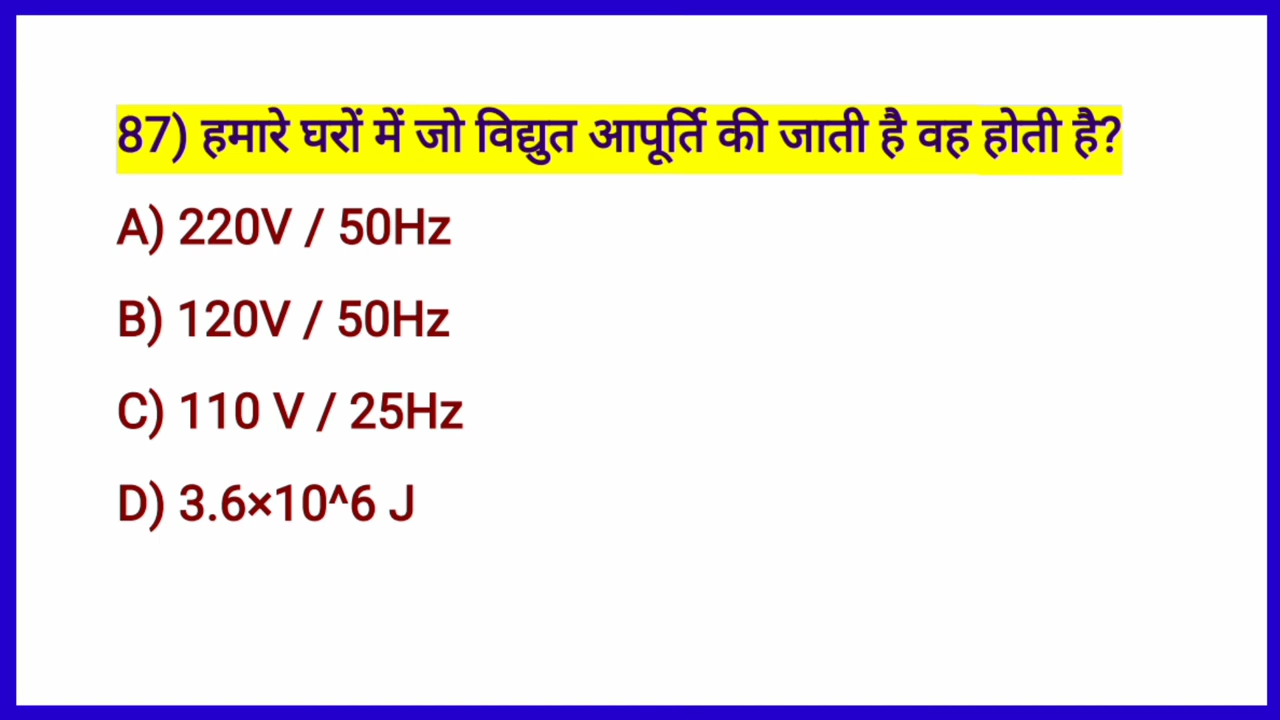 87) हमारे घरों में जो विद्युत आपूर्ति की जाती है वह होती है?
A) 220V / 50Hz
B) 120V / 50Hz
C) 110 V / 25Hz
D) 3.6×10^6 J